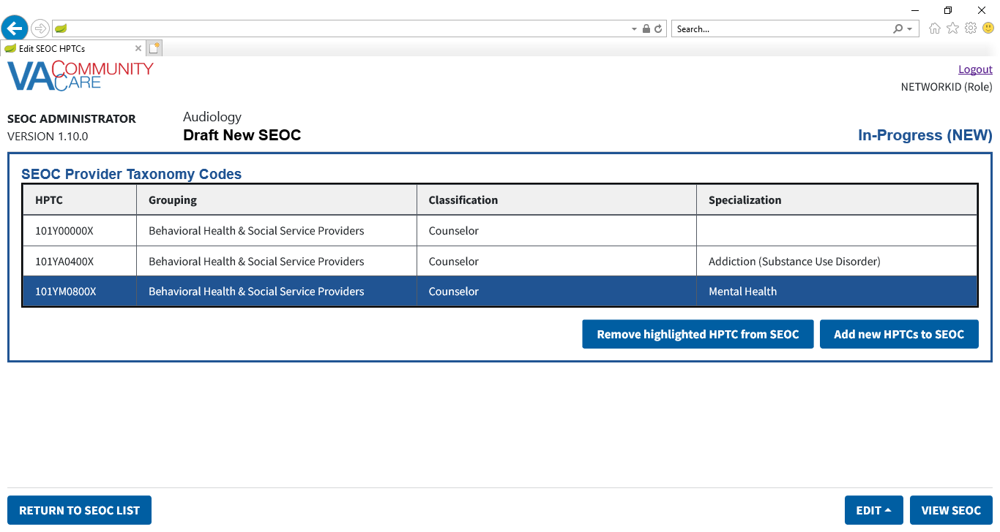 Search...
Edit SEOC HPTCs
VA COMMUNITY CARE
Logout
NETWORKID (Role)
SEOC ADMINISTRATOR
VERSION 1.10.0
Audiology
Draft New SEOC
In-Progress (NEW)
SEOC Provider Taxonomy Codes
HPTC Grouping Classification Specialization
101Y00000X Behavioral Health & Social Service Providers Counselor
101YA0400X Behavioral Health & Social Service Providers Counselor Addiction (Substance Use Disorder)
101YM0800X Behavioral Health & Social Service Providers Counselor Mental Health
Remove highlighted HPTC from SEOC Add new HPTCs to SEOC
RETURN TO SEOC LIST EDIT VIEW SEOC